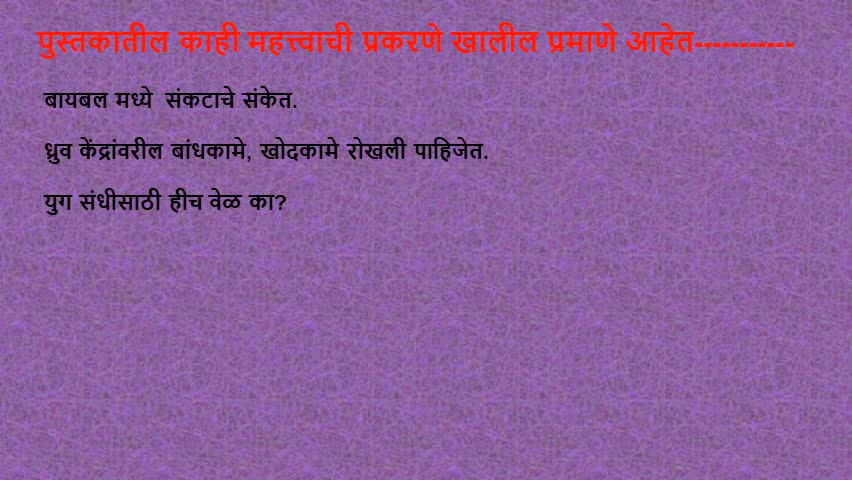 पुस्तकातील काही महत्त्वाची प्रकरणे खालील प्रमाणे आहेत-----------
बायबल मध्ये संकटाचे संकेत.
ध्रुव केंद्रांवरील बांधकामे, खोदकामे रोखली पाहिजेत.
युग संधीसाठी हीच वेळ का?